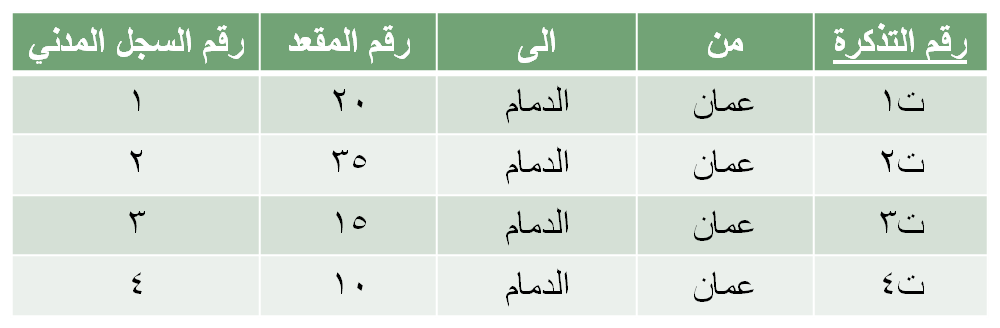 رقم التذكرة من الى رقم المقعد رقم السجل المدني
ت١ عمان الدمام ٢٠ ١
ت٢ عمان الدمام ٣٥ ٢
ت٣ عمان الدمام ١٥ ٣
ت٤ عمان الدمام ١٠ ٤